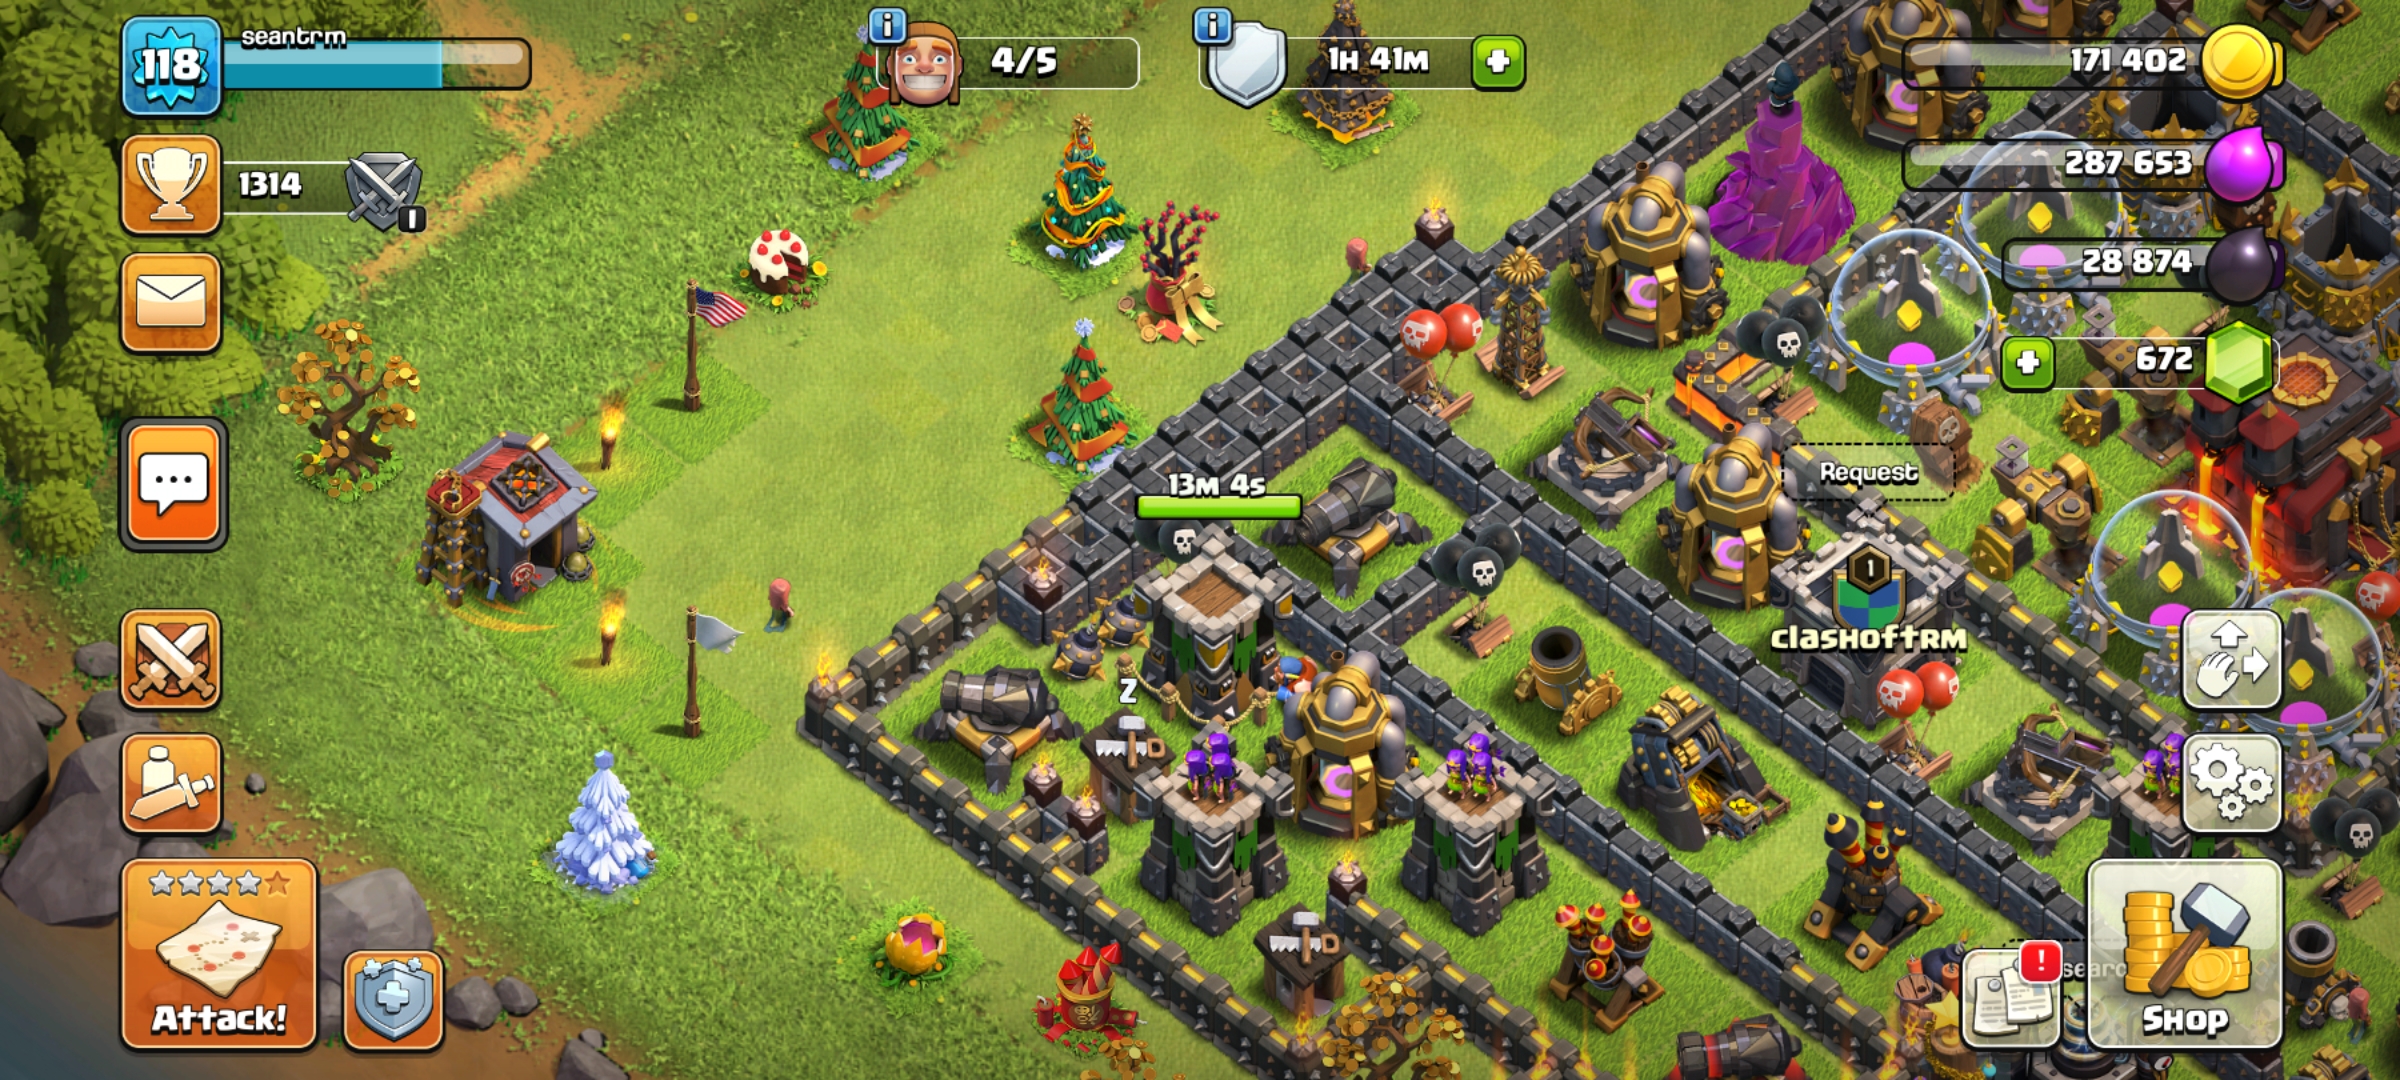 118
seantrm
4/5
1H 41M
171 402
1314
I
287 653
28 874
672
Request
13M 4S
1
clashofTRM
Z
!
searc
Attack!
Shop